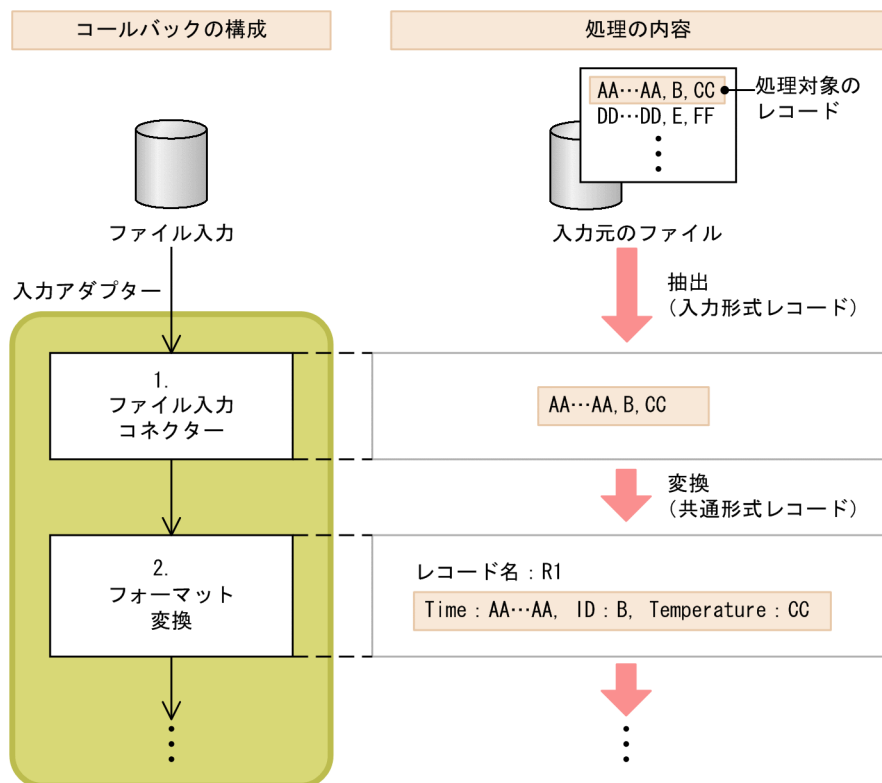 コールバックの構成
処理の内容
AA…AA, B, CC
DD…DD, E, FF
処理対象の
レコード
ファイル入力
入力元のファイル
入力アダプター
抽出
（入力形式レコード）
1.
ファイル入力
コネクター
AA…AA, B, CC
変換
（共通形式レコード）
2.
フォーマット
変換
レコード名：R1
Time：AA…AA, ID：B, Temperature：CC